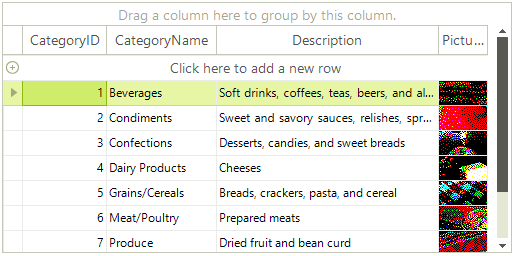 Drag a column here to group by this column.
CategoryID CategoryName Description Pictu...
Click here to add a new row
1 Beverages Soft drinks, coffees, teas, beers, and al...
2 Condiments Sweet and savory sauces, relishes, spr...
3 Confections Desserts, candies, and sweet breads
4 Dairy Products Cheeses
5 Grains/Cereals Breads, crackers, pasta, and cereal
6 Meat/Poultry Prepared meats
7 Produce Dried fruit and bean curd